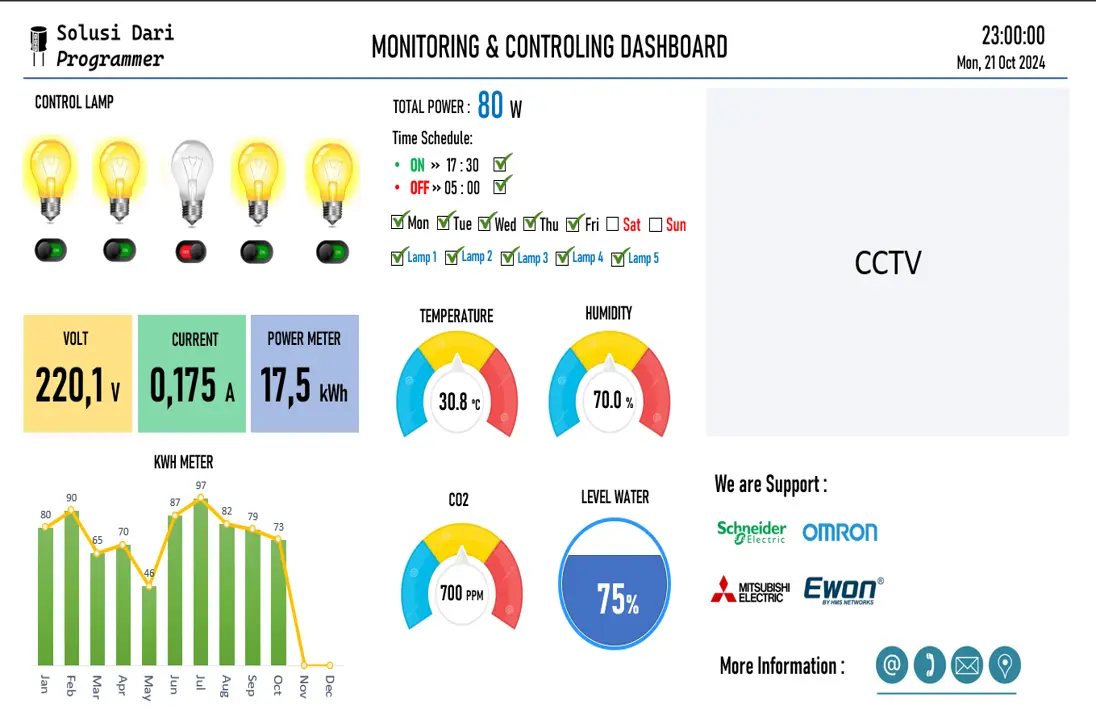 Solusi Dari
Programmer
MONITORING & CONTROLING DASHBOARD
23:00:00
Mon, 21 Oct 2024
CONTROL LAMP
TOTAL POWER : 80 W
Time Schedule:
• ON » 17 : 30
• OFF » 05 : 00
Mon Tue Wed Thu Fri Sat Sun
Lamp 1 Lamp 2 Lamp 3 Lamp 4 Lamp 5
CCTV
VOLT
220,1 V
CURRENT
0,175 A
POWER METER
17,5 kWh
TEMPERATURE
30.8 °C
HUMIDITY
70.0 %
KWH METER
80 90 65 70 46 87 97 82 79 73
Jan Feb Mar Apr May Jun Jul Aug Sep Oct Nov Dec
CO2
700 PPM
LEVEL WATER
75%
We are Support :
Schneider
Electric
OMRON
MITSUBISHI
ELECTRIC
Ewon®
BY HMS NETWORKS
More Information :
@